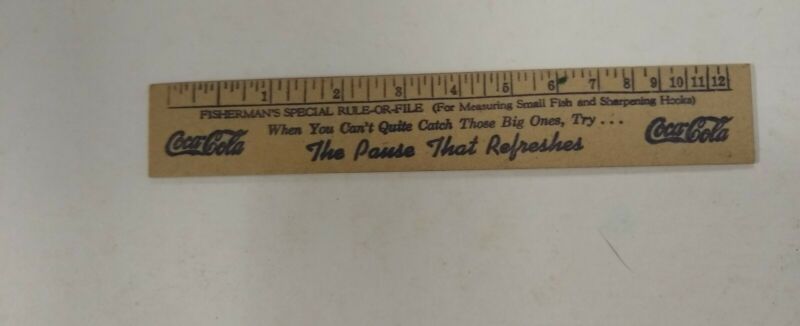 1 2 3 4 5 6 7 8 9 10 11 12
FISHERMAN'S SPECIAL RULE-OR-FILE (For Measuring Small Fish and Sharpening Hooks)
When You Can't Quite Catch Those Big Ones, Try ...
Coca-Cola The Pause That Refreshes Coca-Cola